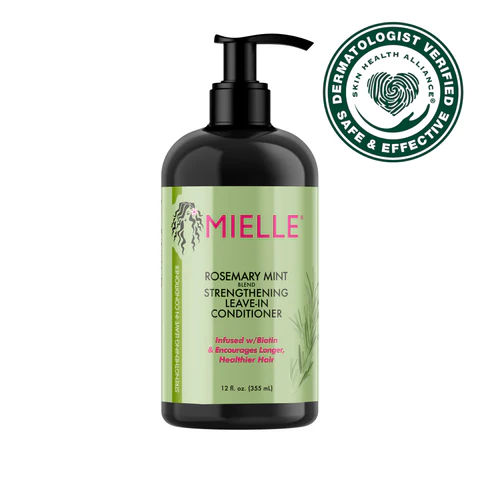 DERMATOLOGIST VERIFIED
SKIN HEALTH ALLIANCE®
SAFE & EFFECTIVE
MIELLE®
ROSEMARY MINT
BLEND
STRENGTHENING
LEAVE-IN
CONDITIONER
Infused w/Biotin
& Encourages Longer,
Healthier Hair
12 fl. oz. (355 mL)
STRENGTHENING LEAVE-IN CONDITIONER